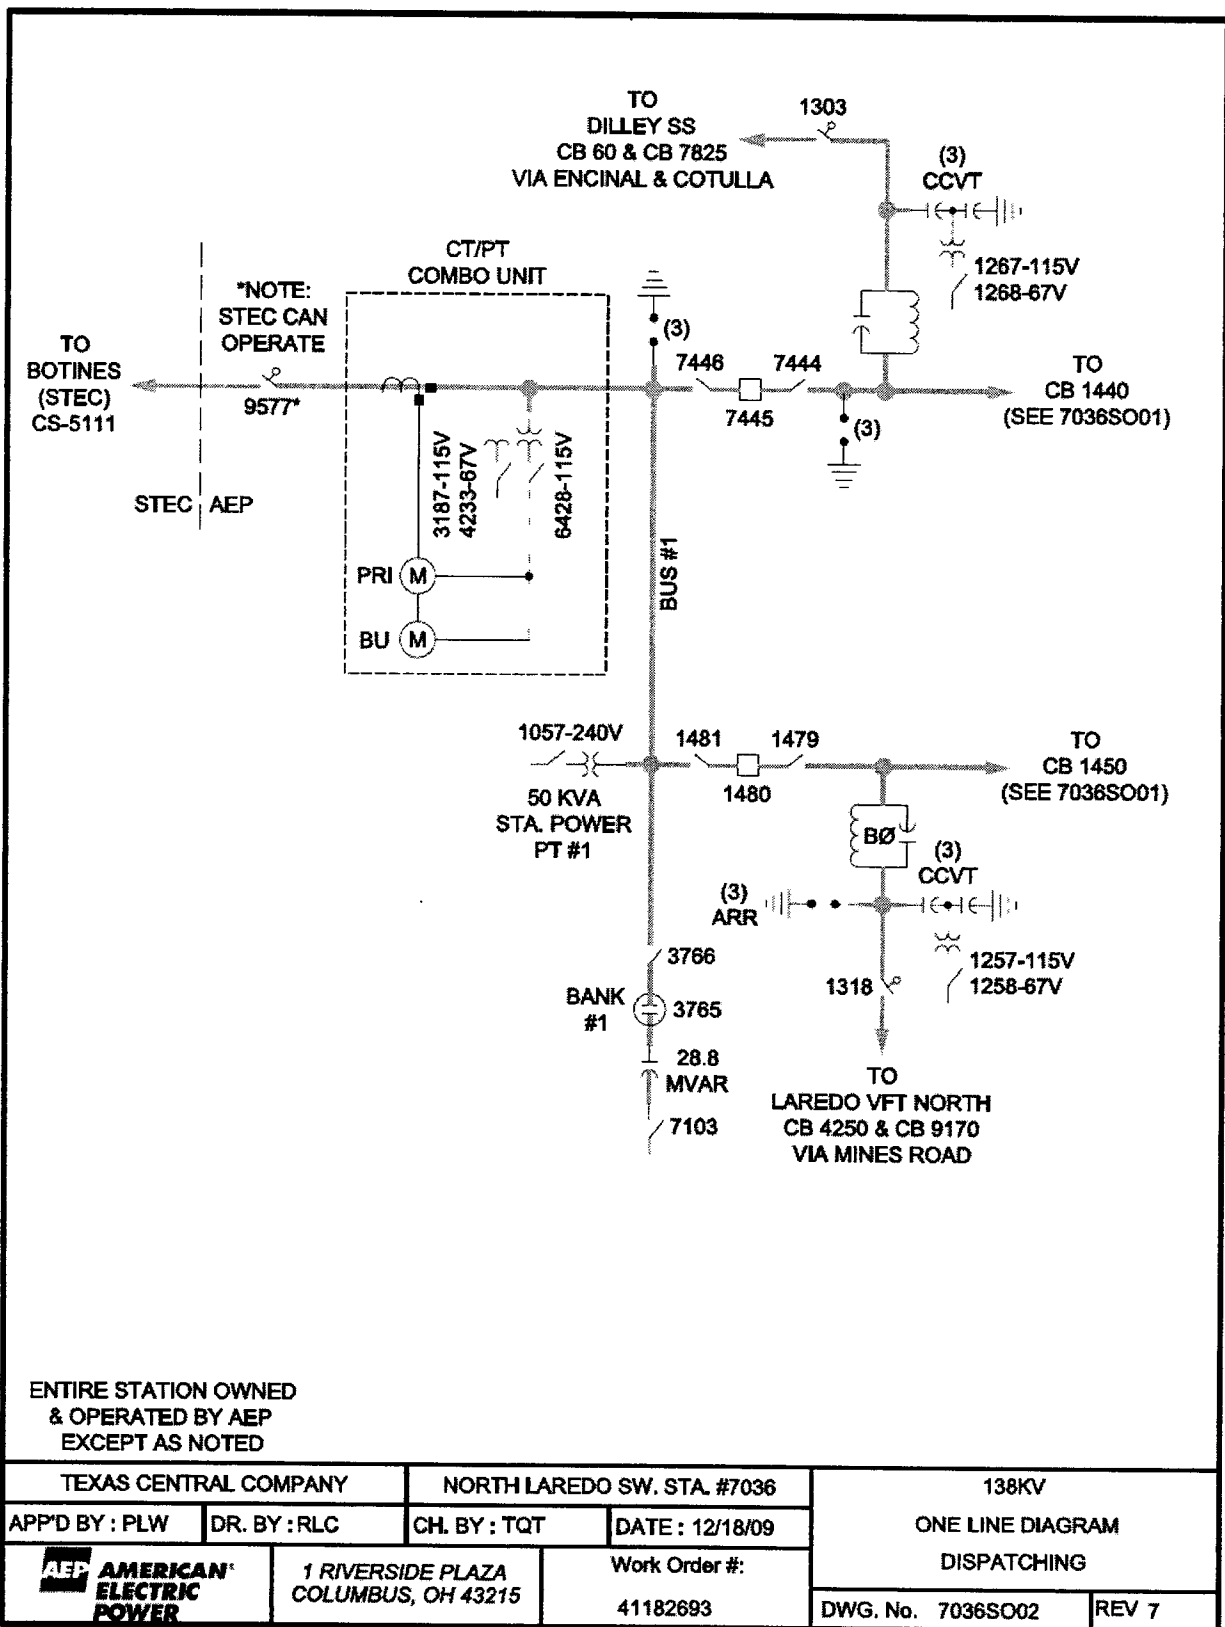 TO
DILLEY SS
CB 60 & CB 7825
VIA ENCINAL & COTULLA
1303
(3)
CCVT
1267-115V
1268-67V
CT/PT
COMBO UNIT
*NOTE:
STEC CAN
OPERATE
TO
BOTINES
(STEC)
CS-5111
9577*
STEC
AEP
(3)
7446
7444
7445
(3)
TO
CB 1440
(SEE 7036SO01)
3187-115V
4233-67V
6428-115V
PRI
M
BU
M
BUS #1
1057-240V
50 KVA
STA. POWER
PT #1
1481
1479
1480
TO
CB 1450
(SEE 7036SO01)
BØ
(3)
CCVT
(3)
ARR
1257-115V
1258-67V
1318
3766
BANK
#1
3765
28.8
MVAR
7103
TO
LAREDO VFT NORTH
CB 4250 & CB 9170
VIA MINES ROAD
ENTIRE STATION OWNED
& OPERATED BY AEP
EXCEPT AS NOTED
TEXAS CENTRAL COMPANY
NORTH LAREDO SW. STA. #7036
138KV
ONE LINE DIAGRAM
DISPATCHING
APP'D BY : PLW
DR. BY : RLC
CH. BY : TQT
DATE : 12/18/09
AEP AMERICAN
ELECTRIC
POWER
1 RIVERSIDE PLAZA
COLUMBUS, OH 43215
Work Order #:
41182693
DWG. No. 7036SO02
REV 7